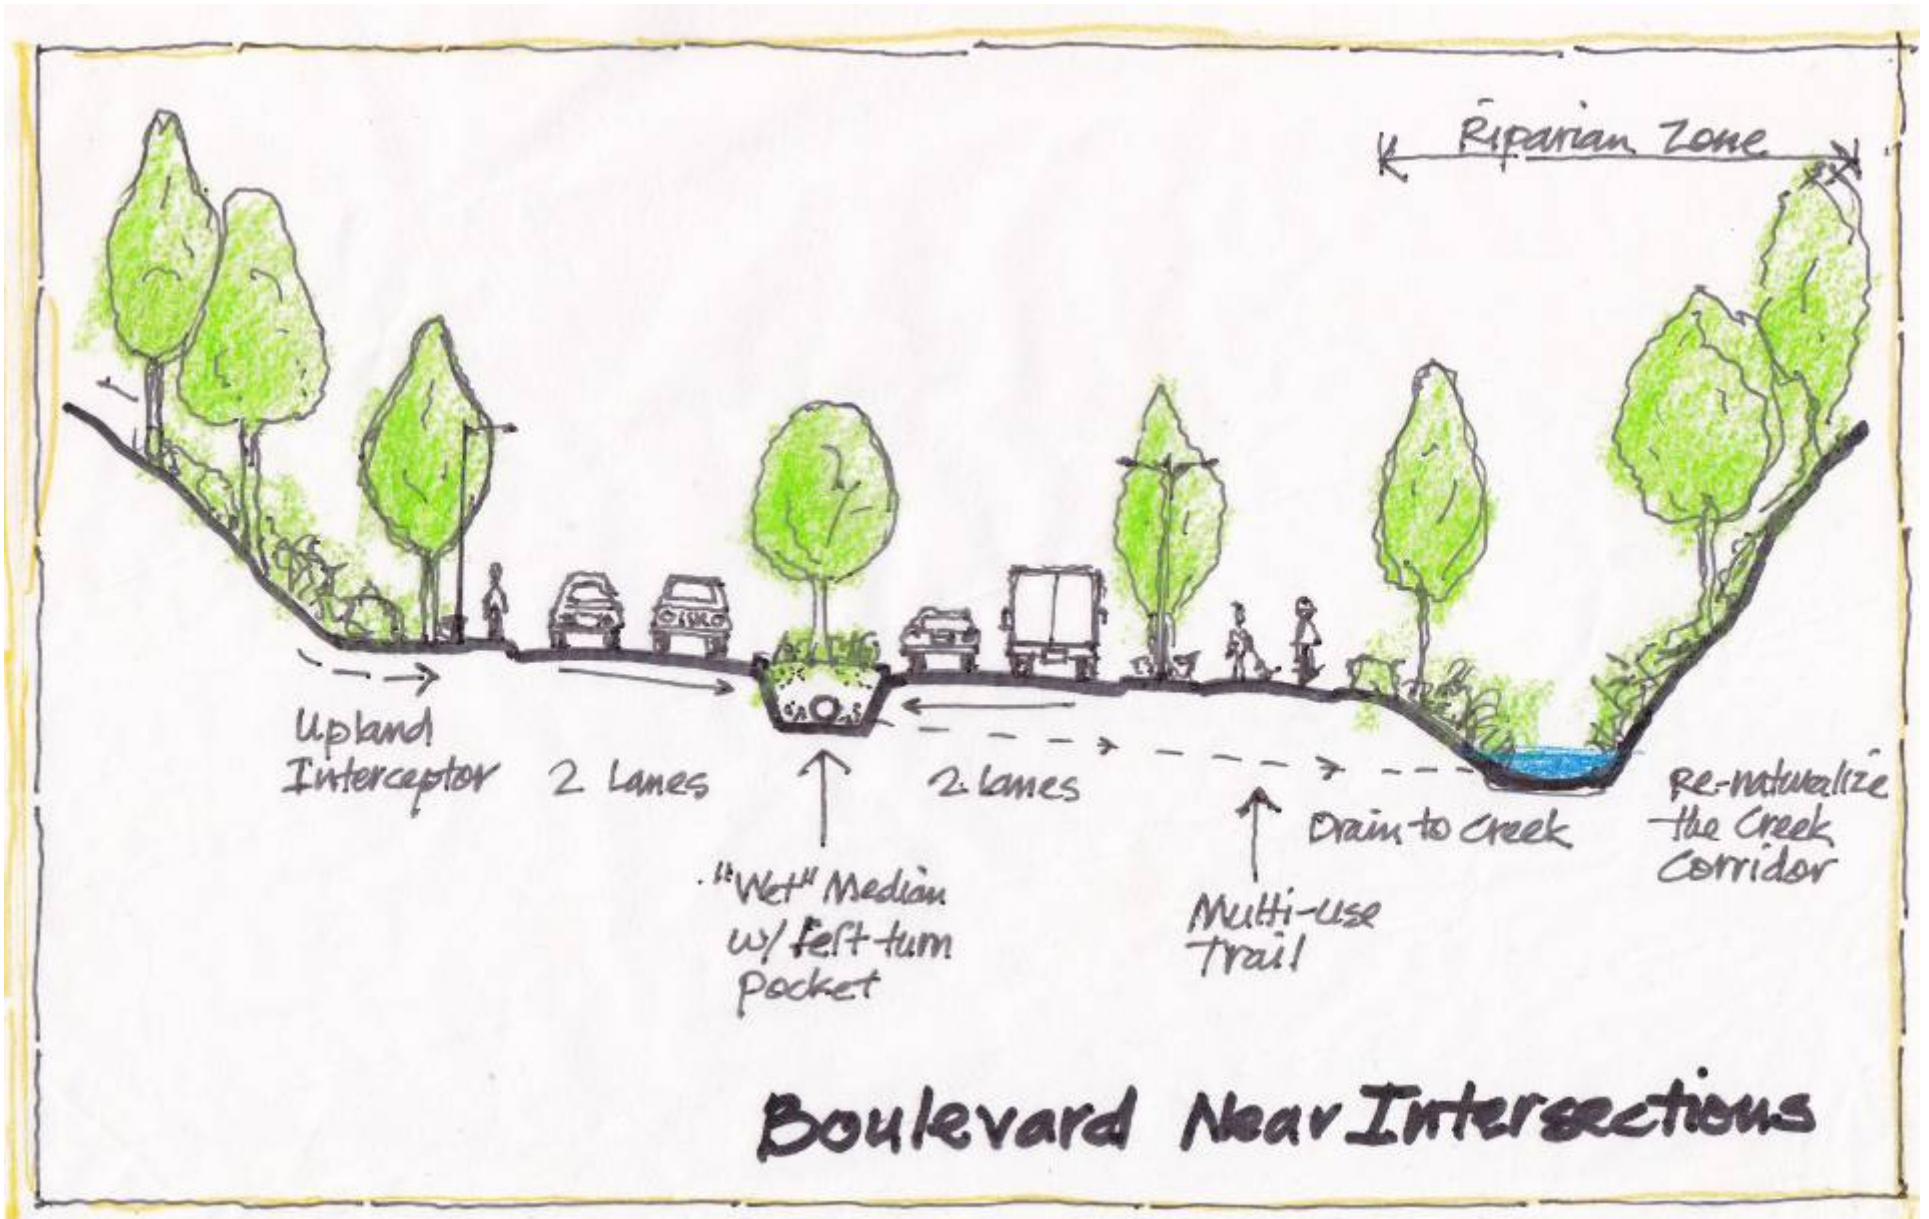 Riparian Zone
Upland
Interceptor
2 Lanes
"Wet" Median
w/ left turn
pocket
2 lanes
Multi-use
Trail
Drain to Creek
Re-naturalize
the Creek
Corridor
Boulevard Near Intersections